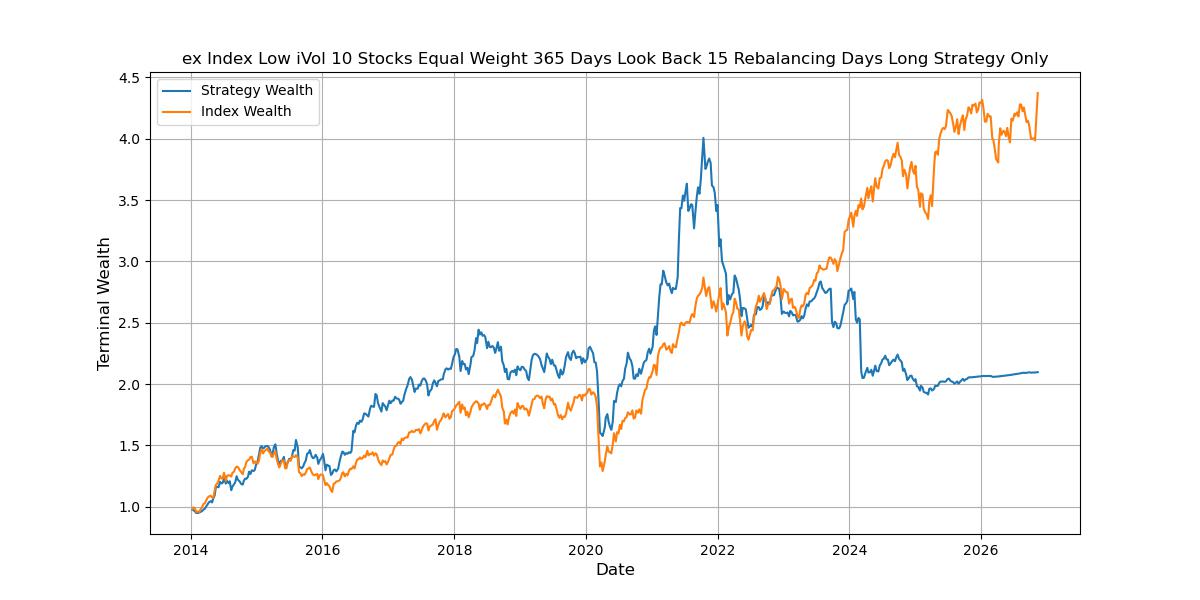 ex Index Low iVol 10 Stocks Equal Weight 365 Days Look Back 15 Rebalancing Days Long Strategy Only
Strategy Wealth
Index Wealth
Terminal Wealth
4.5
4.0
3.5
3.0
2.5
2.0
1.5
1.0
2014 2016 2018 2020 2022 2024 2026
Date